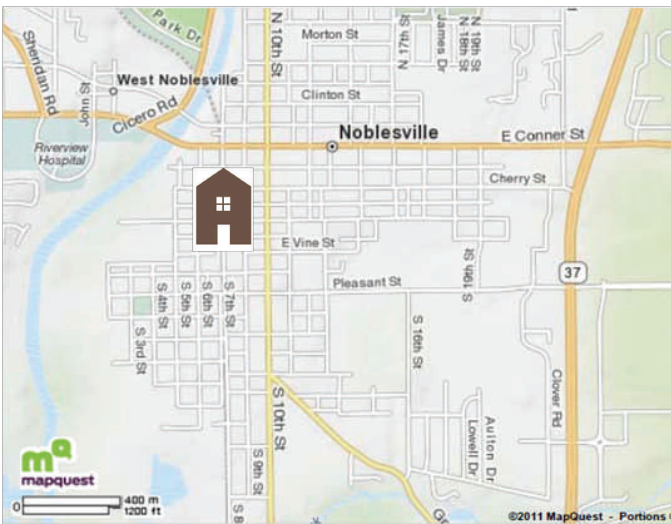 Park Dr
N 10th St
Morton St
N 17th St
James Dr
N 18th St
N 19th St
Sheridan Rd
John St
West Noblesville
Clinton St
Cicero Rd
Noblesville
E Conner St
Riverview
Hospital
Cherry St
E Vine St
S 19th St
37
Pleasant St
S 4th St
S 5th St
S 6th St
S 7th St
S 3rd St
S 16th St
Clover Rd
S 10th St
Aulton Dr
Lowell Dr
S 9th St
mq
mapquest
0
400 m
1200 ft
S 8
Gr
©2011 MapQuest - Portions